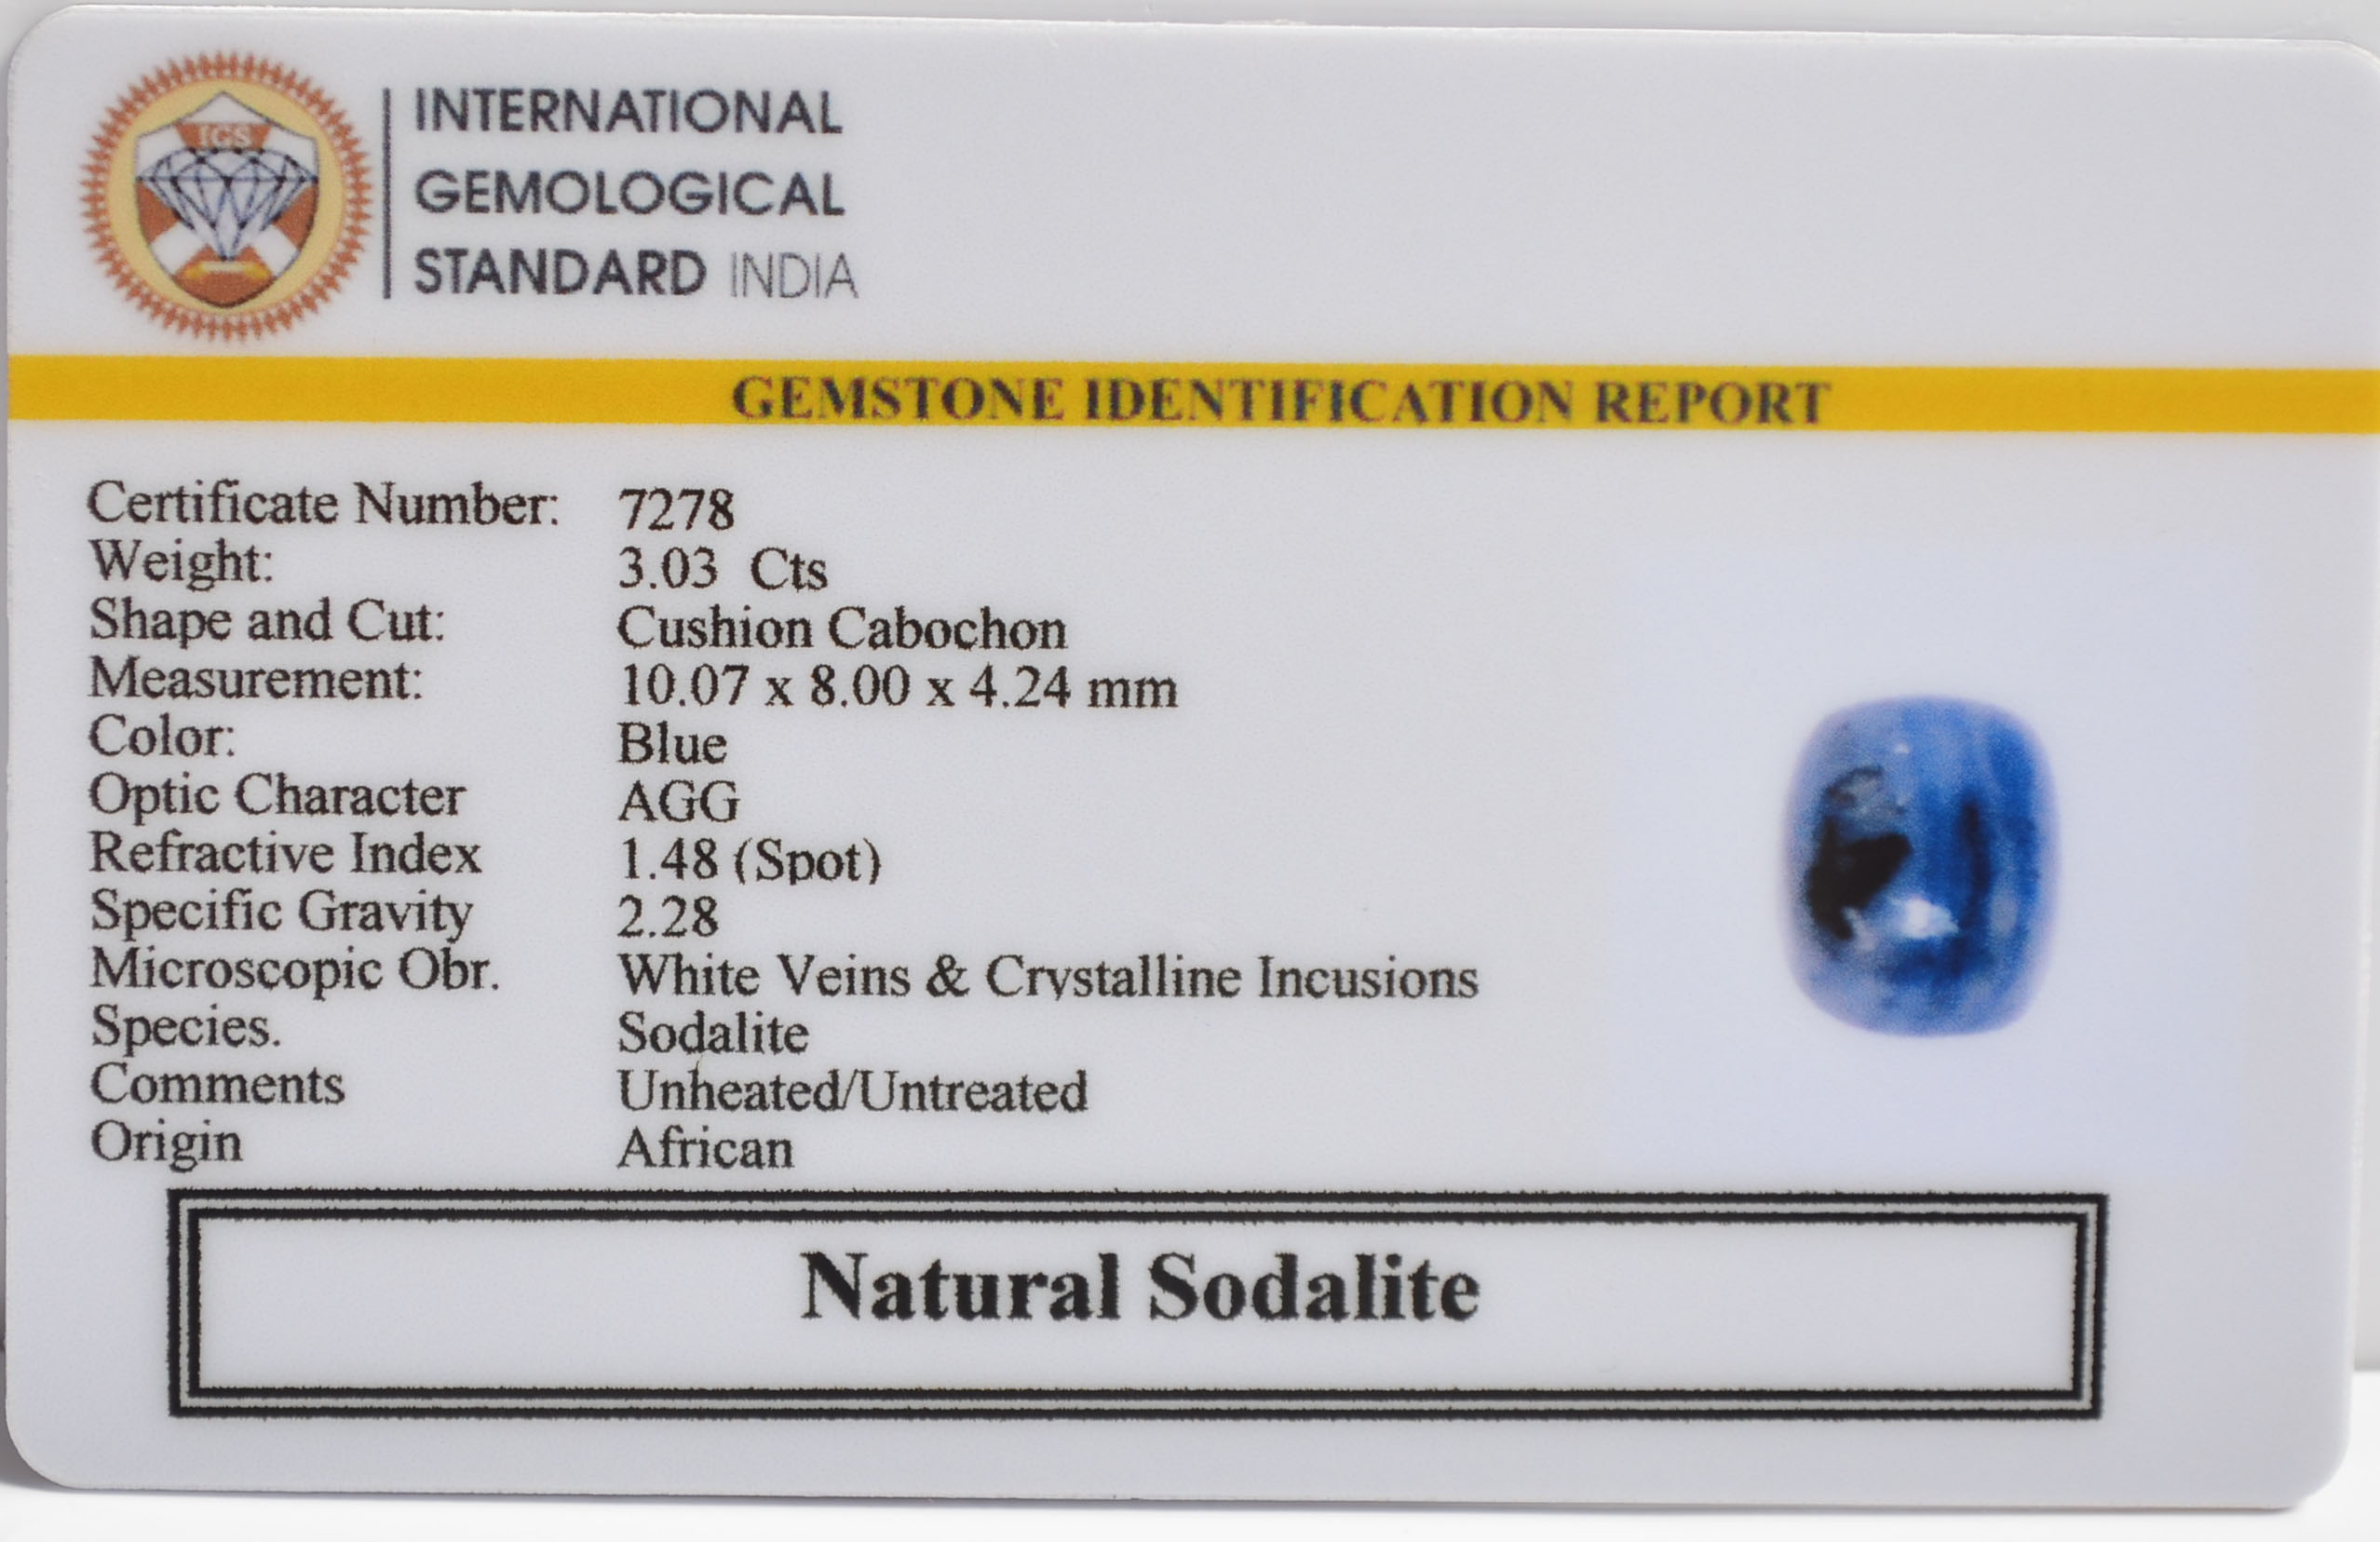 IGS
INTERNATIONAL
GEMOLOGICAL
STANDARD INDIA
GEMSTONE IDENTIFICATION REPORT
Certificate Number: 7278
Weight: 3.03 Cts
Shape and Cut: Cushion Cabochon
Measurement: 10.07 x 8.00 x 4.24 mm
Color: Blue
Optic Character AGG
Refractive Index 1.48 (Spot)
Specific Gravity 2.28
Microscopic Obr. White Veins & Crystalline Incusions
Species. Sodalite
Comments Unheated/Untreated
Origin African
Natural Sodalite